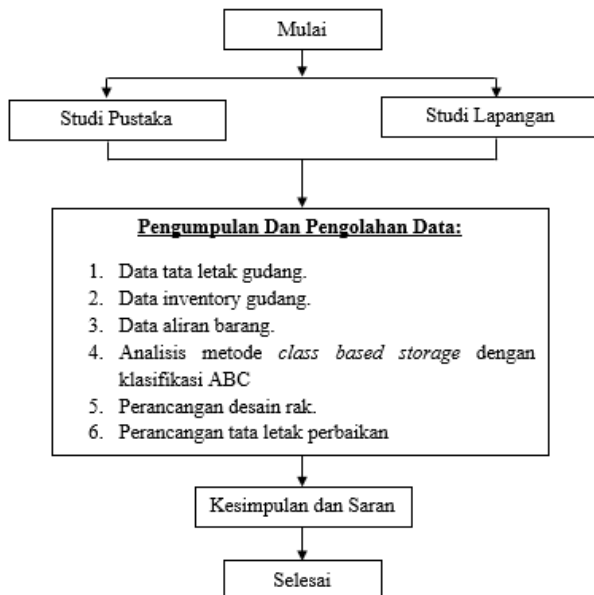 Mulai
Studi Pustaka
Studi Lapangan
Pengumpulan Dan Pengolahan Data:
1. Data tata letak gudang.
2. Data inventory gudang.
3. Data aliran barang.
4. Analisis metode class based storage dengan
klasifikasi ABC
5. Perancangan desain rak.
6. Perancangan tata letak perbaikan
Kesimpulan dan Saran
Selesai